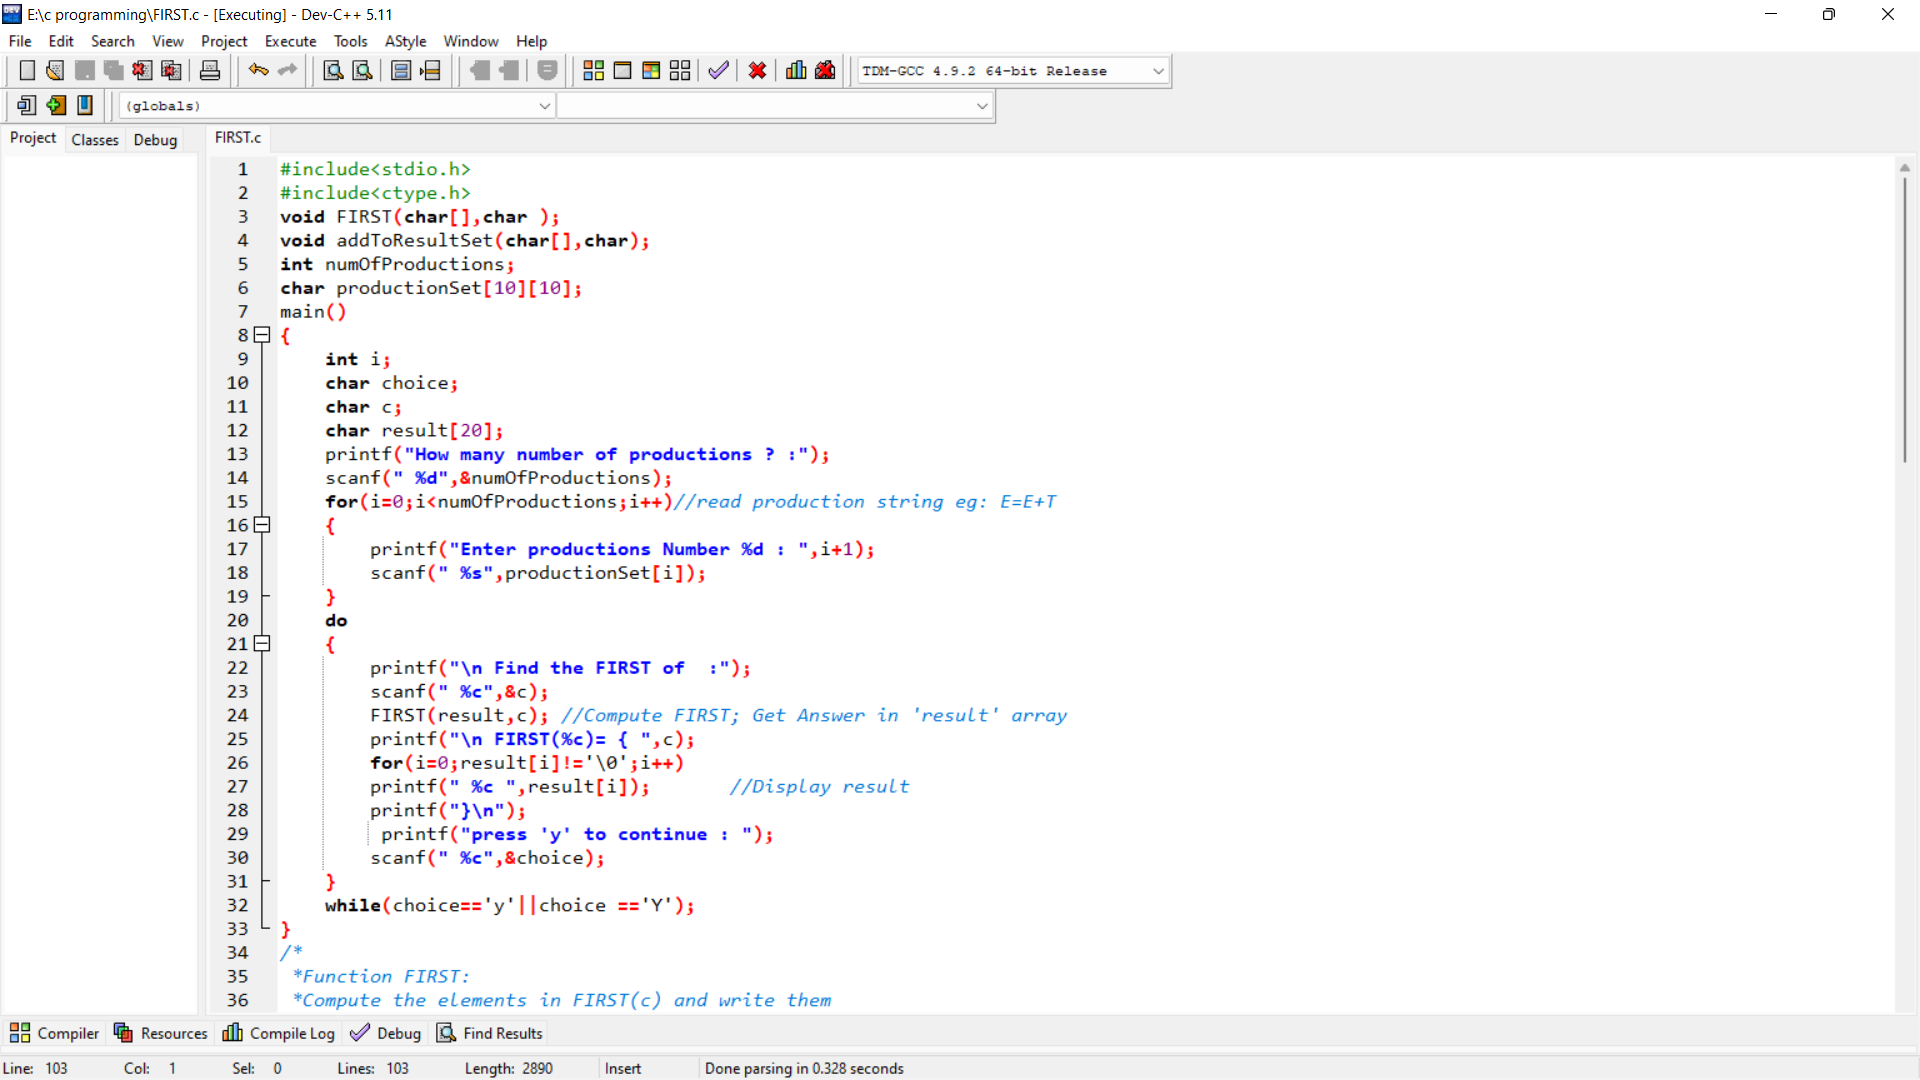 E:\c programming\FIRST.c - [Executing] - Dev-C++ 5.11
File Edit Search View Project Execute Tools AStyle Window Help
TDM-GCC 4.9.2 64-bit Release
(globals)
Project Classes Debug FIRST.c
1 #include<stdio.h>
2 #include<ctype.h>
3 void FIRST(char[],char );
4 void addToResultSet(char[],char);
5 int numOfProductions;
6 char productionSet[10][10];
7 main()
8 {
9 int i;
10 char choice;
11 char c;
12 char result[20];
13 printf("How many number of productions ? :");
14 scanf(" %d",&numOfProductions);
15 for(i=0;i<numOfProductions;i++)//read production string eg: E=E+T
16 {
17 printf("Enter productions Number %d : ",i+1);
18 scanf(" %s",productionSet[i]);
19 }
20 do
21 {
22 printf("\n Find the FIRST of  :");
23 scanf(" %c",&c);
24 FIRST(result,c); //Compute FIRST; Get Answer in 'result' array
25 printf("\n FIRST(%c)= { ",c);
26 for(i=0;result[i]!='\0';i++)
27 printf(" %c ",result[i]);       //Display result
28 printf("}\n");
29 printf("press 'y' to continue : ");
30 scanf(" %c",&choice);
31 }
32 while(choice=='y'||choice =='Y');
33 }
34 /*
35 *Function FIRST:
36 *Compute the elements in FIRST(c) and write them
Compiler Resources Compile Log Debug Find Results
Line: 103 Col: 1 Sel: 0 Lines: 103 Length: 2890 Insert Done parsing in 0.328 seconds